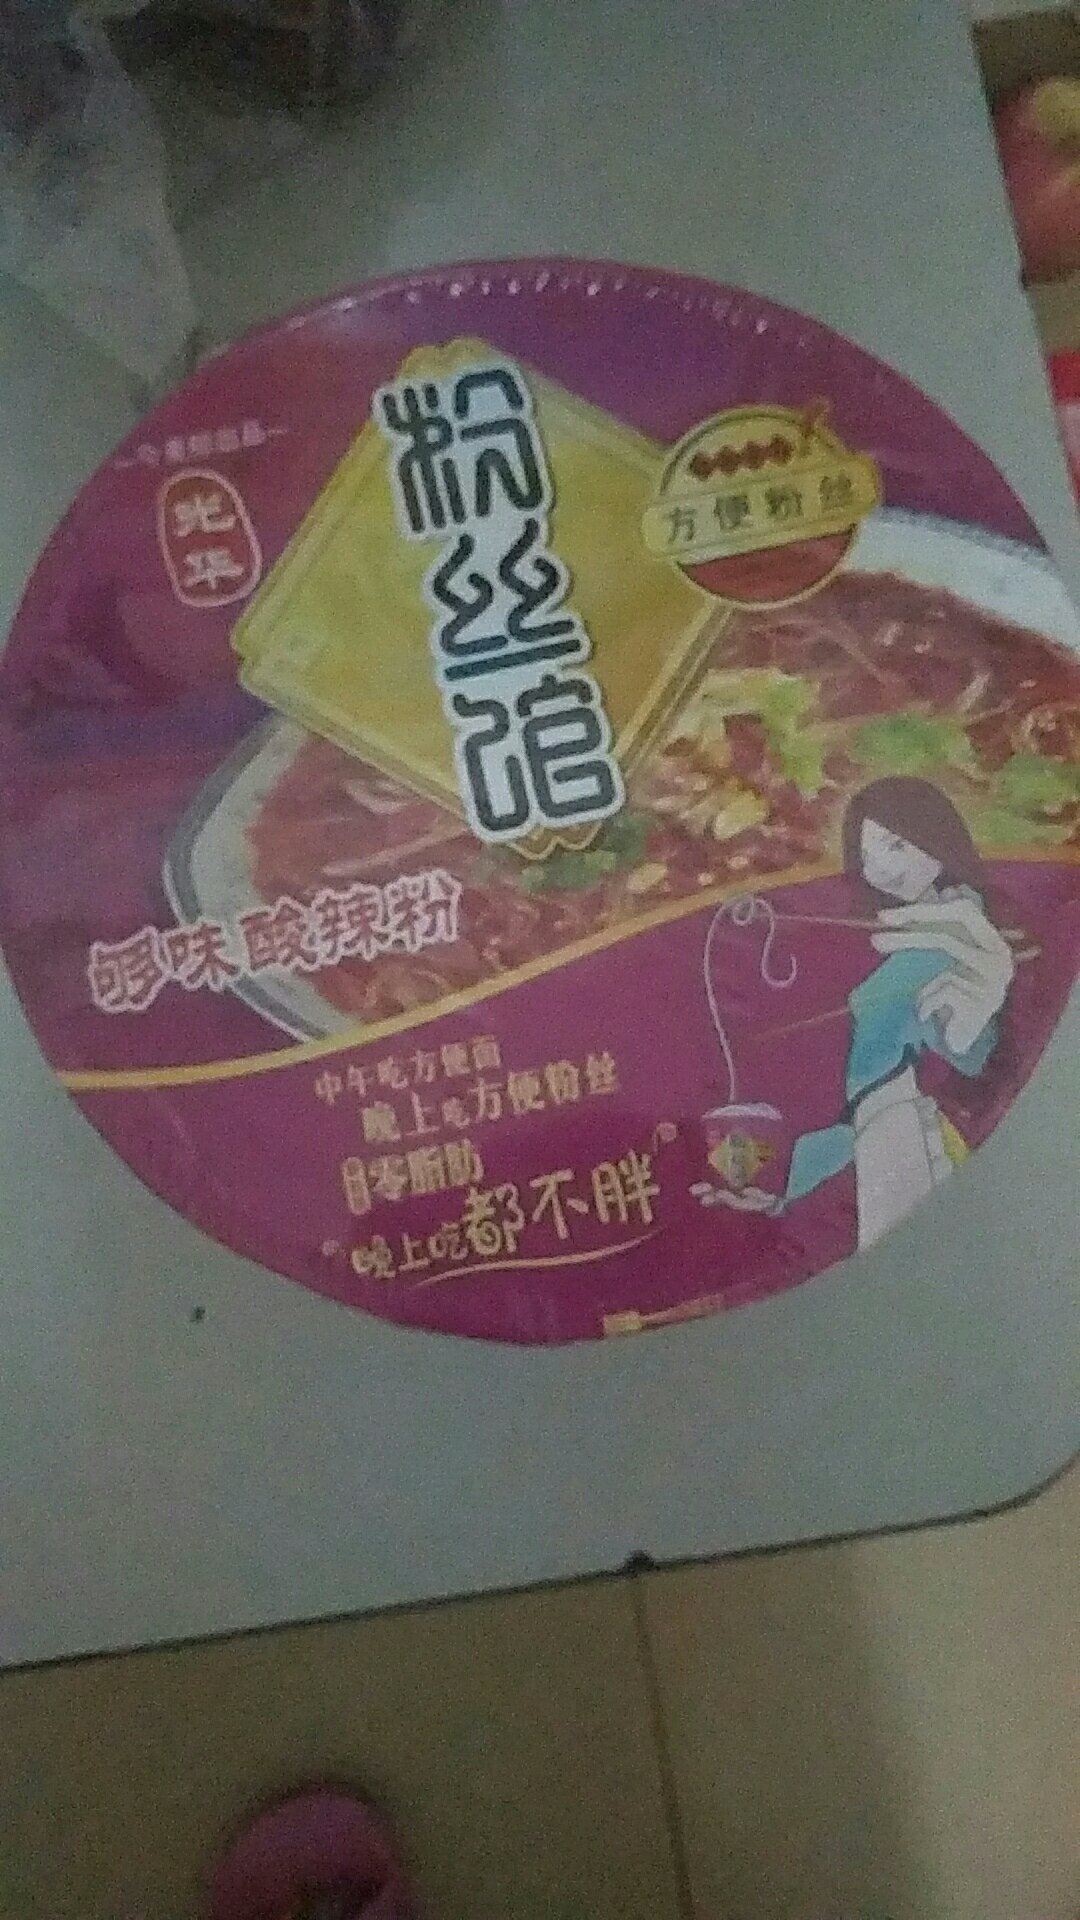 光华
粉丝馆
方便粉丝
够味酸辣粉
中午吃方便面
晚上吃方便粉丝
零脂肪
晚上吃都不胖